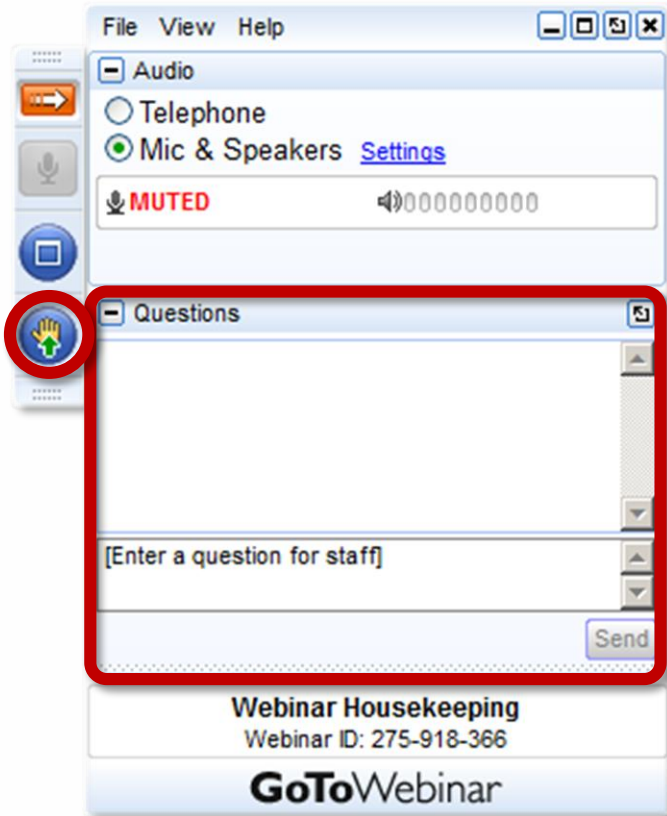 File View Help
Audio
Telephone
Mic & Speakers Settings
MUTED 000000000
Questions
[Enter a question for staff]
Send
Webinar Housekeeping
Webinar ID: 275-918-366
GoToWebinar